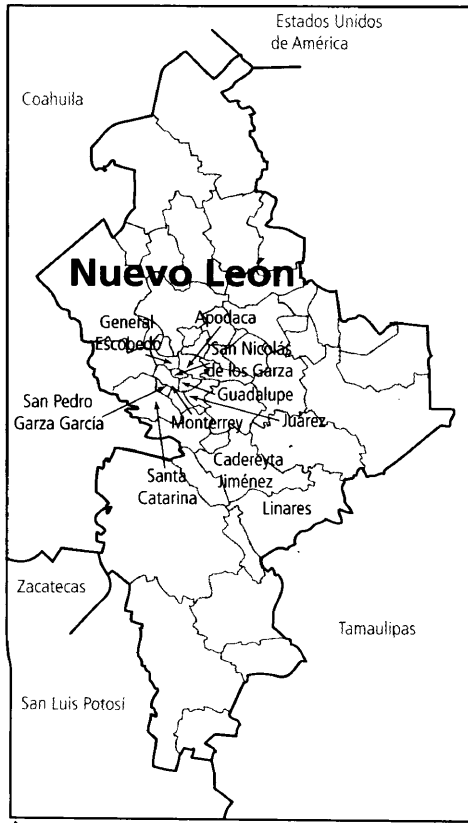 Estados Unidos
de América
Coahuila
Nuevo León
General
Escobedo
Apodaca
San Nicolás
de los Garza
Guadalupe
San Pedro
Garza García
Monterrey
Juárez
Santa
Catarina
Cadereyta
Jiménez
Linares
Zacatecas
Tamaulipas
San Luis Potosí